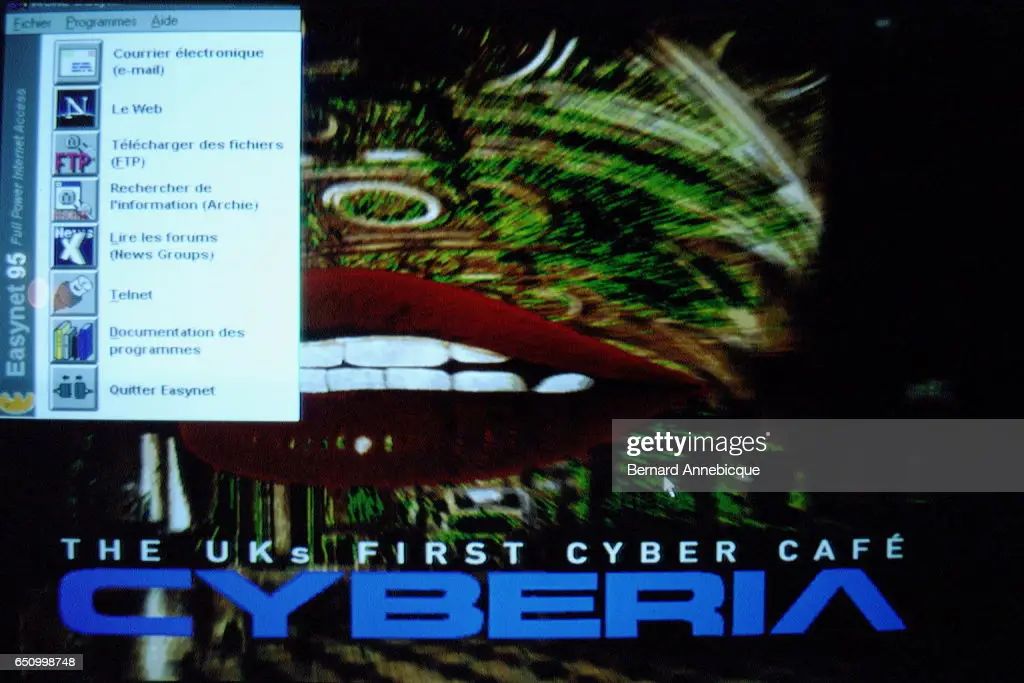 Fichier Programmes Aide
Courrier électronique
(e-mail)
Le Web
Télécharger des fichiers
(FTP)
FTP
Rechercher de
l'information (Archie)
News
Lire les forums
(News Groups)
Telnet
Documentation des
programmes
Quitter Easynet
Easynet 95 Full Power Internet Access
gettyimages®
Bernard Annebicque
THE UKs FIRST CYBER CAFÉ
CYBERIA
650998748